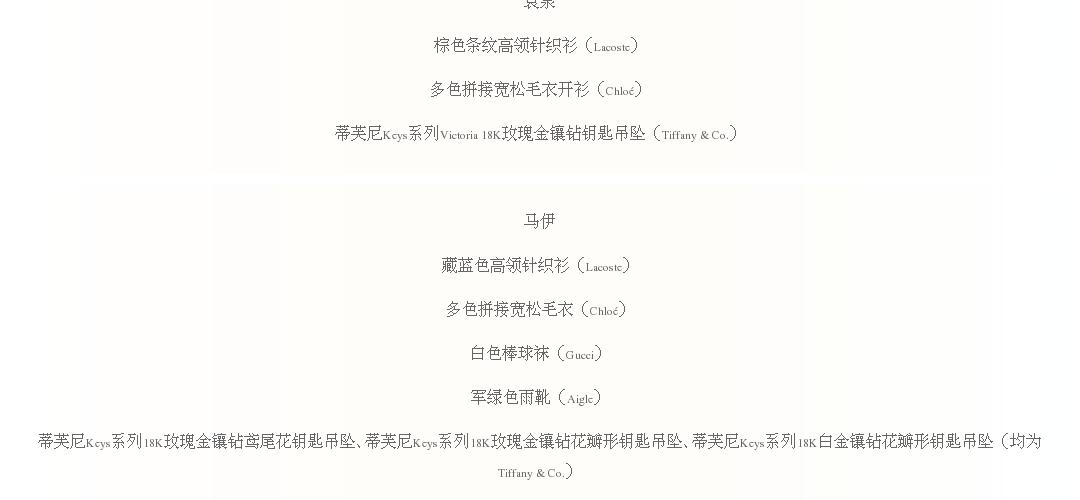 棕色条纹高领针织衫（Lacoste）
多色拼接宽松毛衣开衫（Chloé）
蒂芙尼Keys系列Victoria 18K玫瑰金镶钻钥匙吊坠（Tiffany & Co.）
马伊
藏蓝色高领针织衫（Lacoste）
多色拼接宽松毛衣（Chloé）
白色棒球袜（Gucci）
军绿色雨靴（Aigle）
蒂芙尼Keys系列18K玫瑰金镶钻鸢尾花钥匙吊坠、蒂芙尼Keys系列18K玫瑰金镶钻花瓣形钥匙吊坠、蒂芙尼Keys系列18K白金镶钻花瓣形钥匙吊坠（均为
Tiffany & Co.）